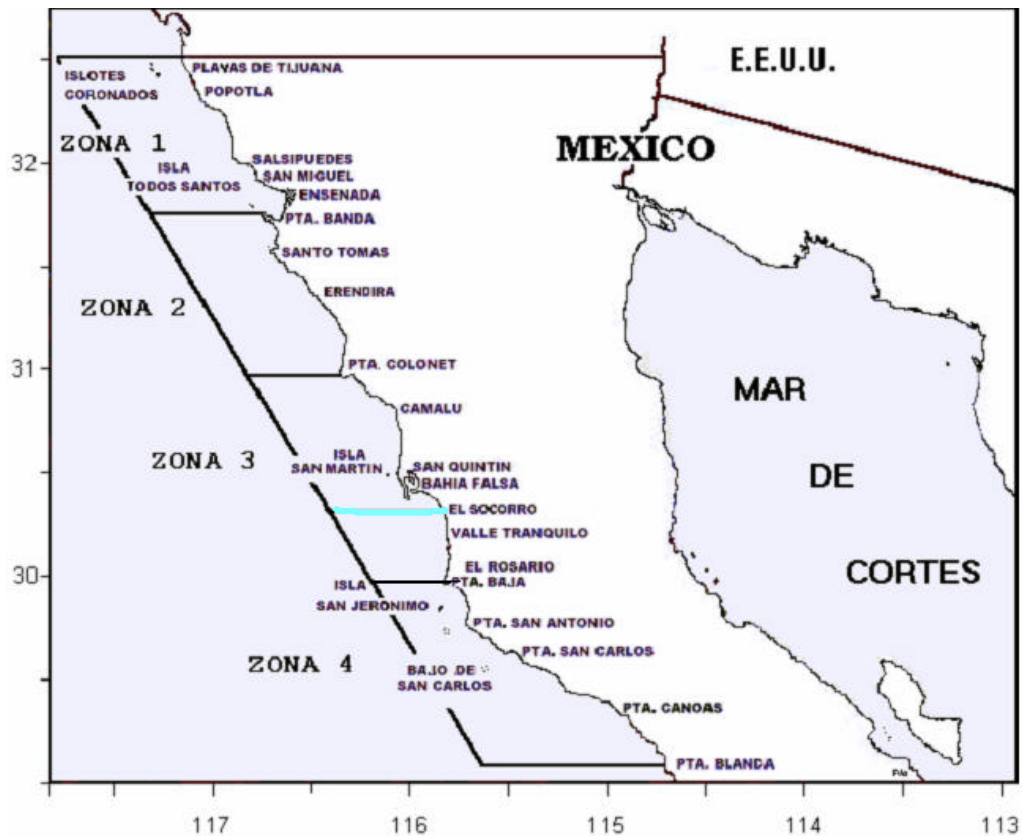 E.E.U.U.
PLAYAS DE TIJUANA
ISLOTES
CORONADOS
POPOTLA
ZONA 1
MEXICO
32
SALSIPUEDES
ISLA
TODOS SANTOS
SAN MIGUEL
ENSENADA
PTA. BANDA
SANTO TOMAS
ERENDIRA
ZONA 2
31
PTA. COLONET
MAR
CAMALU
ISLA
SAN MARTIN
ZONA 3
SAN QUINTIN
BAHIA FALSA
DE
EL SOCORRO
VALLE TRANQUILO
EL ROSARIO
CORTES
30
PTA. BAJA
ISLA
SAN JERONIMO
PTA. SAN ANTONIO
PTA. SAN CARLOS
ZONA 4
BAJO DE
SAN CARLOS
PTA. CANOAS
PTA. BLANDA
117
116
115
114
113